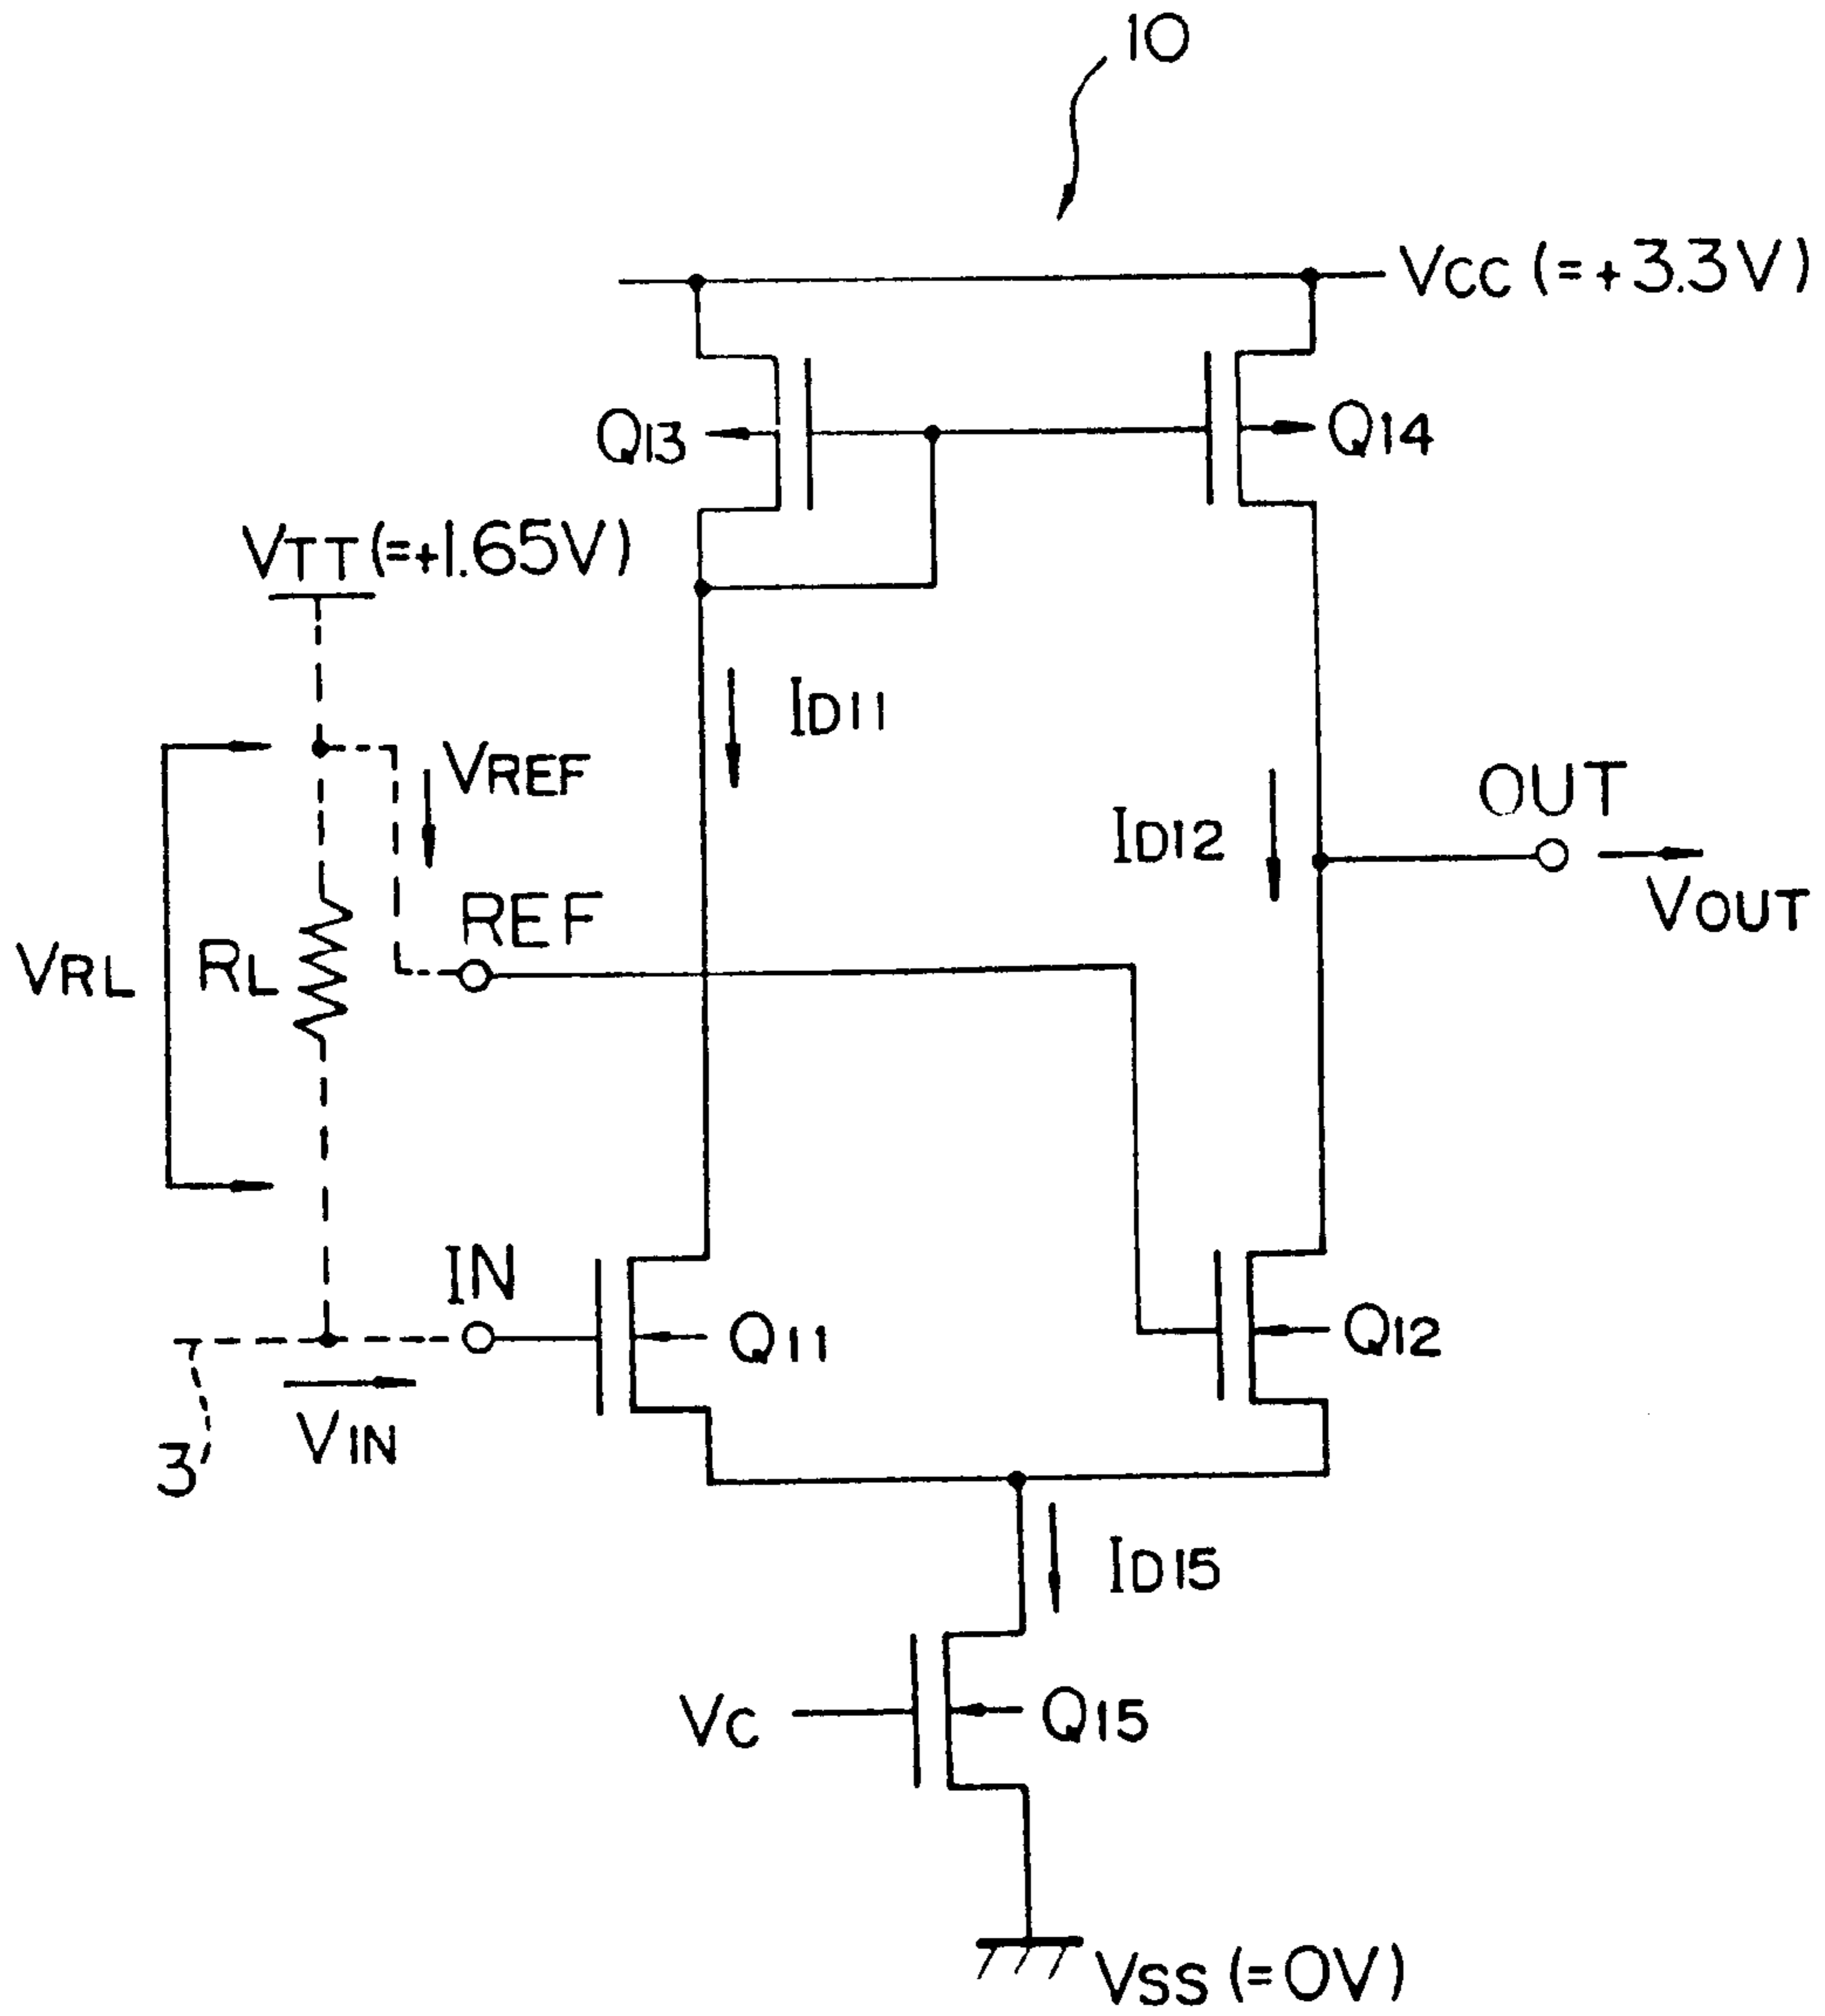 10
VCC (=+3.3V)
Q13
Q14
VTT (=+1.65V)
ID11
VREF
OUT
ID12
VOUT
REF
VRL
RL
IN
Q11
Q12
VIN
3'
ID15
VC
Q15
VSS (=0V)